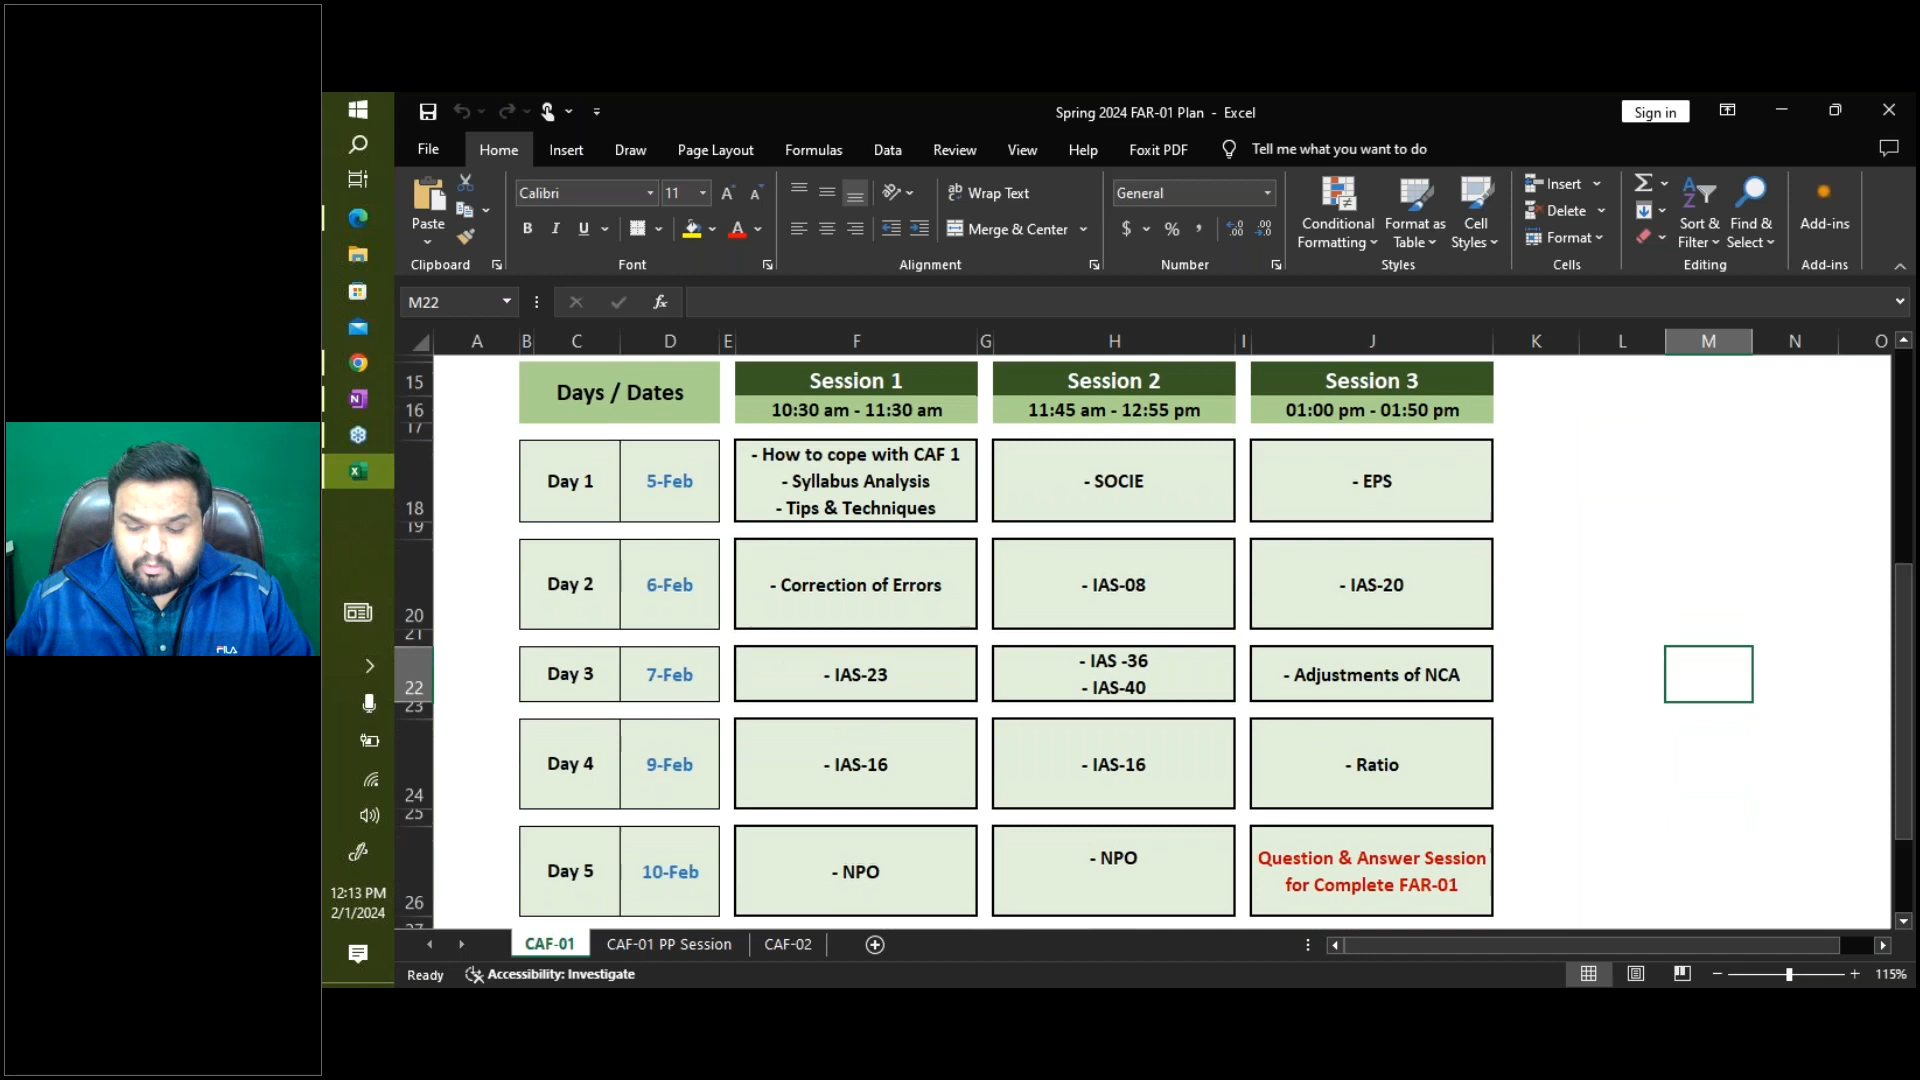 Spring 2024 FAR-01 Plan - Excel
Sign in
File Home Insert Draw Page Layout Formulas Data Review View Help Foxit PDF Tell me what you want to do
Paste
Calibri 11
ab Wrap Text
General
Insert
Delete
Format
Conditional Formatting
Format as Table
Cell Styles
Sort & Filter
Find & Select
Add-ins
B I U
Merge & Center
$ % ,
Clipboard Font Alignment Number Styles Cells Editing Add-ins
M22 fx
A B C D E F G H I J K L M N O
15 Days / Dates Session 1 Session 2 Session 3
16 10:30 am - 11:30 am 11:45 am - 12:55 pm 01:00 pm - 01:50 pm
17
18 Day 1 5-Feb
- How to cope with CAF 1
- Syllabus Analysis
- Tips & Techniques
- SOCIE
- EPS
19
20 Day 2 6-Feb - Correction of Errors - IAS-08 - IAS-20
21
22 Day 3 7-Feb - IAS-23
- IAS -36
- IAS-40
- Adjustments of NCA
23
24 Day 4 9-Feb - IAS-16 - IAS-16 - Ratio
25
26 Day 5 10-Feb - NPO - NPO
Question & Answer Session
for Complete FAR-01
27
CAF-01 CAF-01 PP Session CAF-02
Ready Accessibility: Investigate 115%
12:13 PM
2/1/2024
FILA